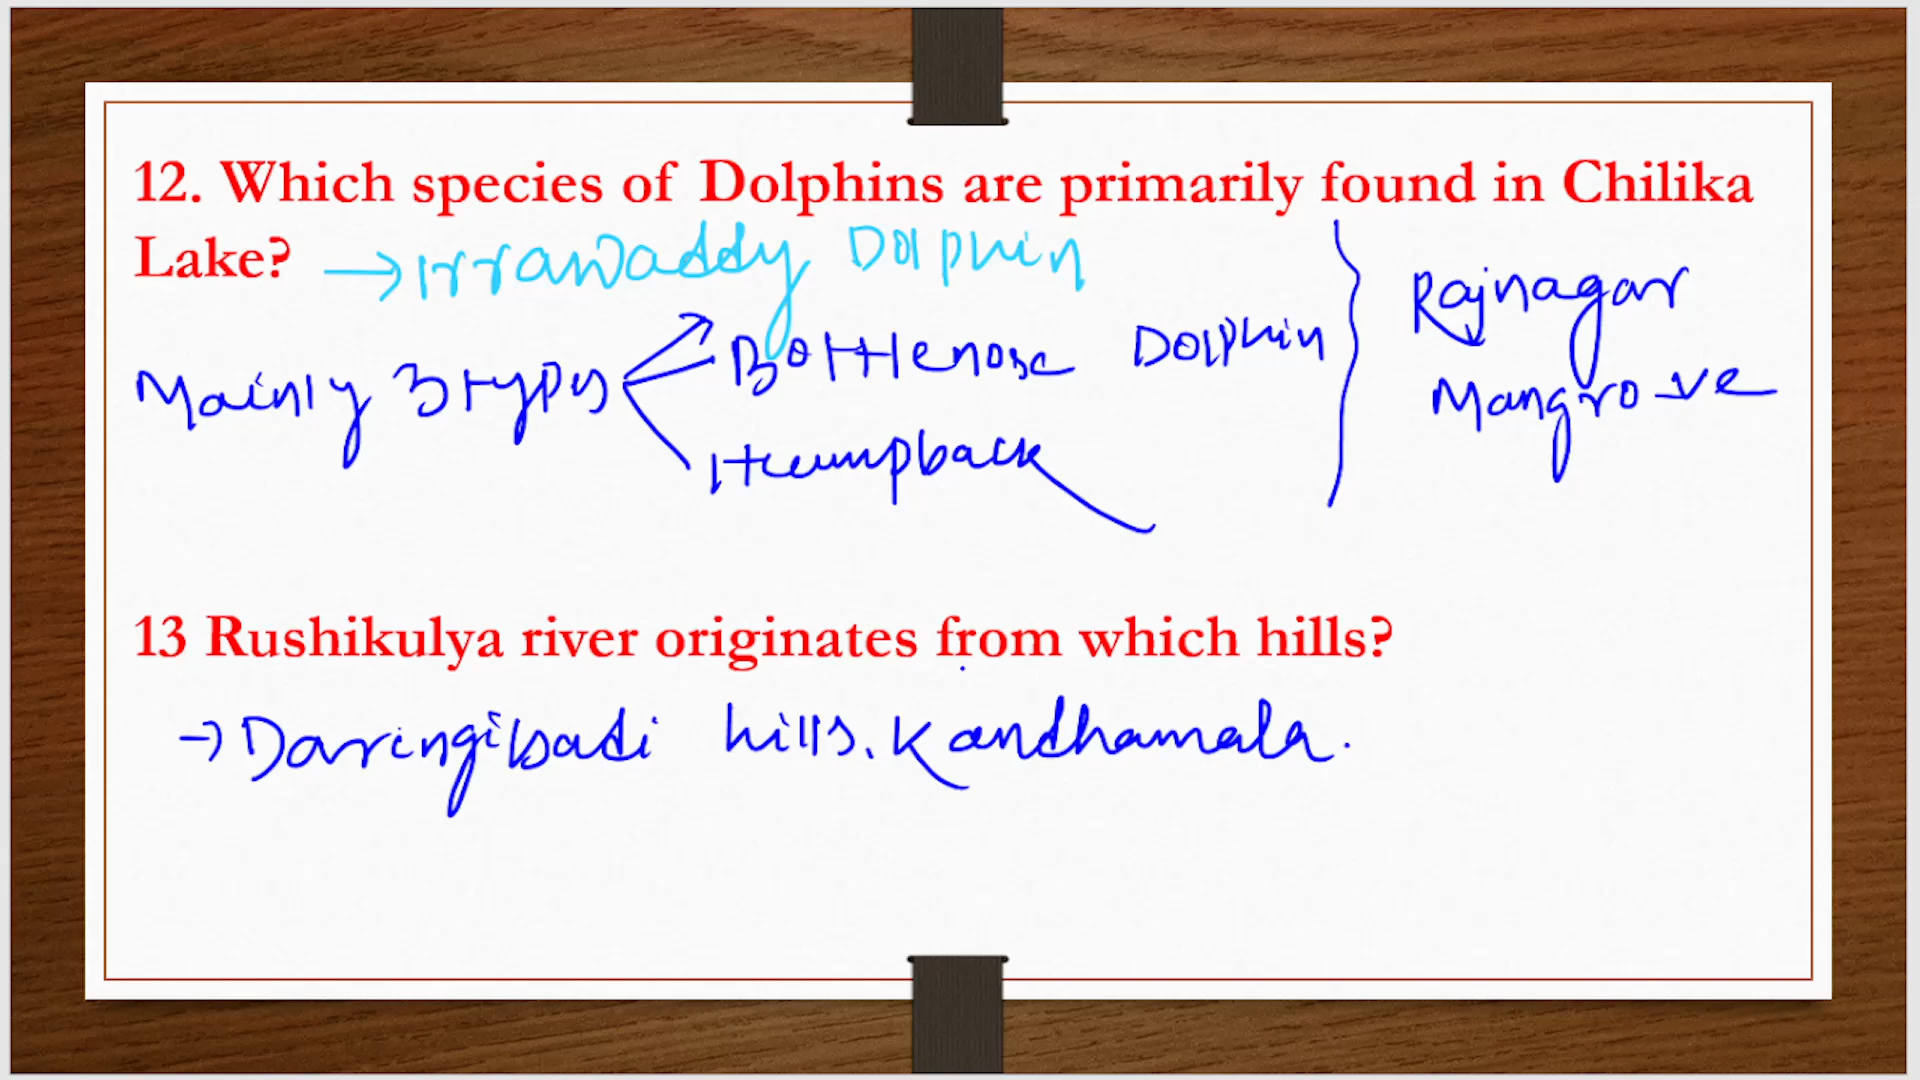 12. Which species of Dolphins are primarily found in Chilika
Lake? → Irrawaddy Dolphin
Mainly 3 types Bottlenose Dolphin
Humpback
Rajnagar
Mangrove
13 Rushikulya river originates from which hills?
→ Daringibadi hills. Kandhamala.